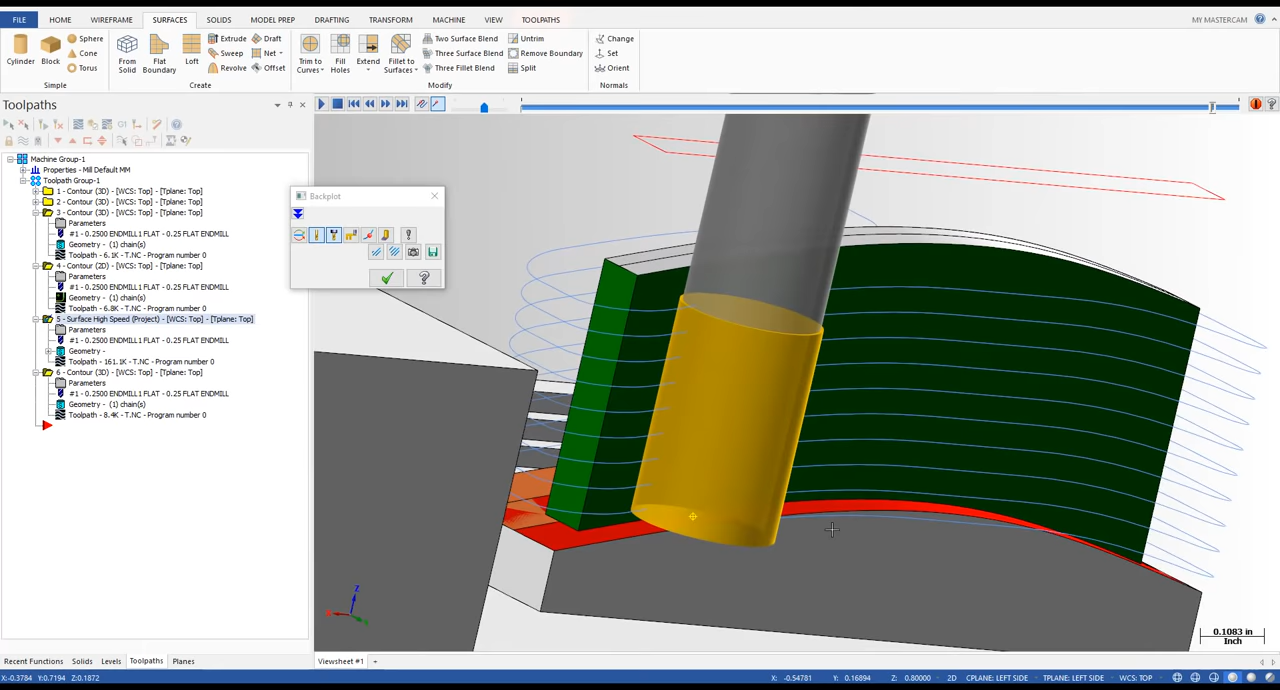 FILE HOME WIREFRAME SURFACES SOLIDS MODEL PREP DRAFTING TRANSFORM MACHINE VIEW TOOLPATHS MY MASTERCAM
Sphere Extrude Draft Two Surface Blend Untrim Change
Cone Sweep Net Three Surface Blend Remove Boundary Set
Torus Revolve Offset Three Fillet Blend Split Orient
Cylinder Block From Solid Flat Boundary Loft Trim to Curves Fill Holes Extend Fillet to Surfaces
Simple Create Modify Normals
Toolpaths
Machine Group-1
Properties - Mill Default MM
Toolpath Group-1
1 - Contour (3D) - [WCS: Top] - [Tplane: Top]
2 - Contour (3D) - [WCS: Top] - [Tplane: Top]
3 - Contour (3D) - [WCS: Top] - [Tplane: Top]
Parameters
#1 - 0.2500 ENDMILL1 FLAT - 0.25 FLAT ENDMILL
Geometry - (1) chain(s)
Toolpath - 6.1K - T.NC - Program number 0
4 - Contour (2D) - [WCS: Top] - [Tplane: Top]
Parameters
#1 - 0.2500 ENDMILL1 FLAT - 0.25 FLAT ENDMILL
Geometry - (1) chain(s)
Toolpath - 6.8K - T.NC - Program number 0
5 - Surface High Speed (Project) - [WCS: Top] - [Tplane: Top]
Parameters
#1 - 0.2500 ENDMILL1 FLAT - 0.25 FLAT ENDMILL
Geometry -
Toolpath - 161.1K - T.NC - Program number 0
6 - Contour (3D) - [WCS: Top] - [Tplane: Top]
Parameters
#1 - 0.2500 ENDMILL1 FLAT - 0.25 FLAT ENDMILL
Geometry - (1) chain(s)
Toolpath - 8.4K - T.NC - Program number 0
Backplot
G1
Z
0.1083 in
Inch
Recent Functions Solids Levels Toolpaths Planes
Viewsheet #1 +
X:-0.3784 Y:0.7194 Z:0.1872 X: -0.54781 Y: 0.16894 Z: 0.80000 2D CPLANE: LEFT SIDE TPLANE: LEFT SIDE WCS: TOP